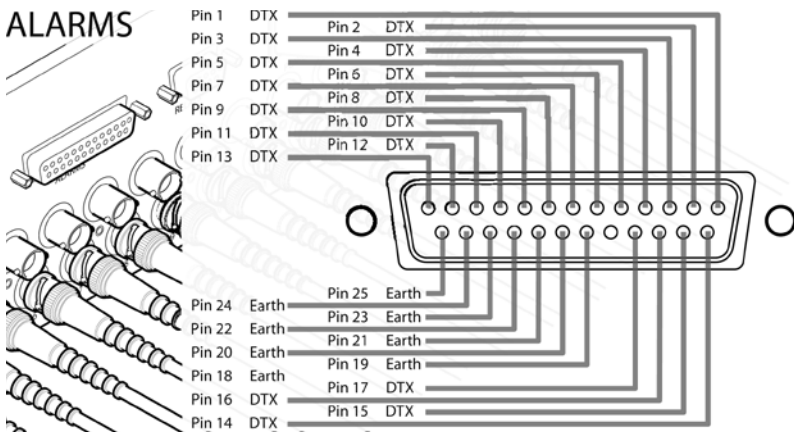 ALARMS
Pin 1 DTX
Pin 2 DTX
Pin 3 DTX
Pin 4 DTX
Pin 5 DTX
Pin 6 DTX
Pin 7 DTX
Pin 8 DTX
Pin 9 DTX
Pin 10 DTX
Pin 11 DTX
Pin 12 DTX
Pin 13 DTX
ALARMS
Pin 25 Earth
Pin 24 Earth
Pin 23 Earth
Pin 22 Earth
Pin 21 Earth
Pin 20 Earth
Pin 19 Earth
Pin 18 Earth
Pin 17 DTX
Pin 16 DTX
Pin 15 DTX
Pin 14 DTX